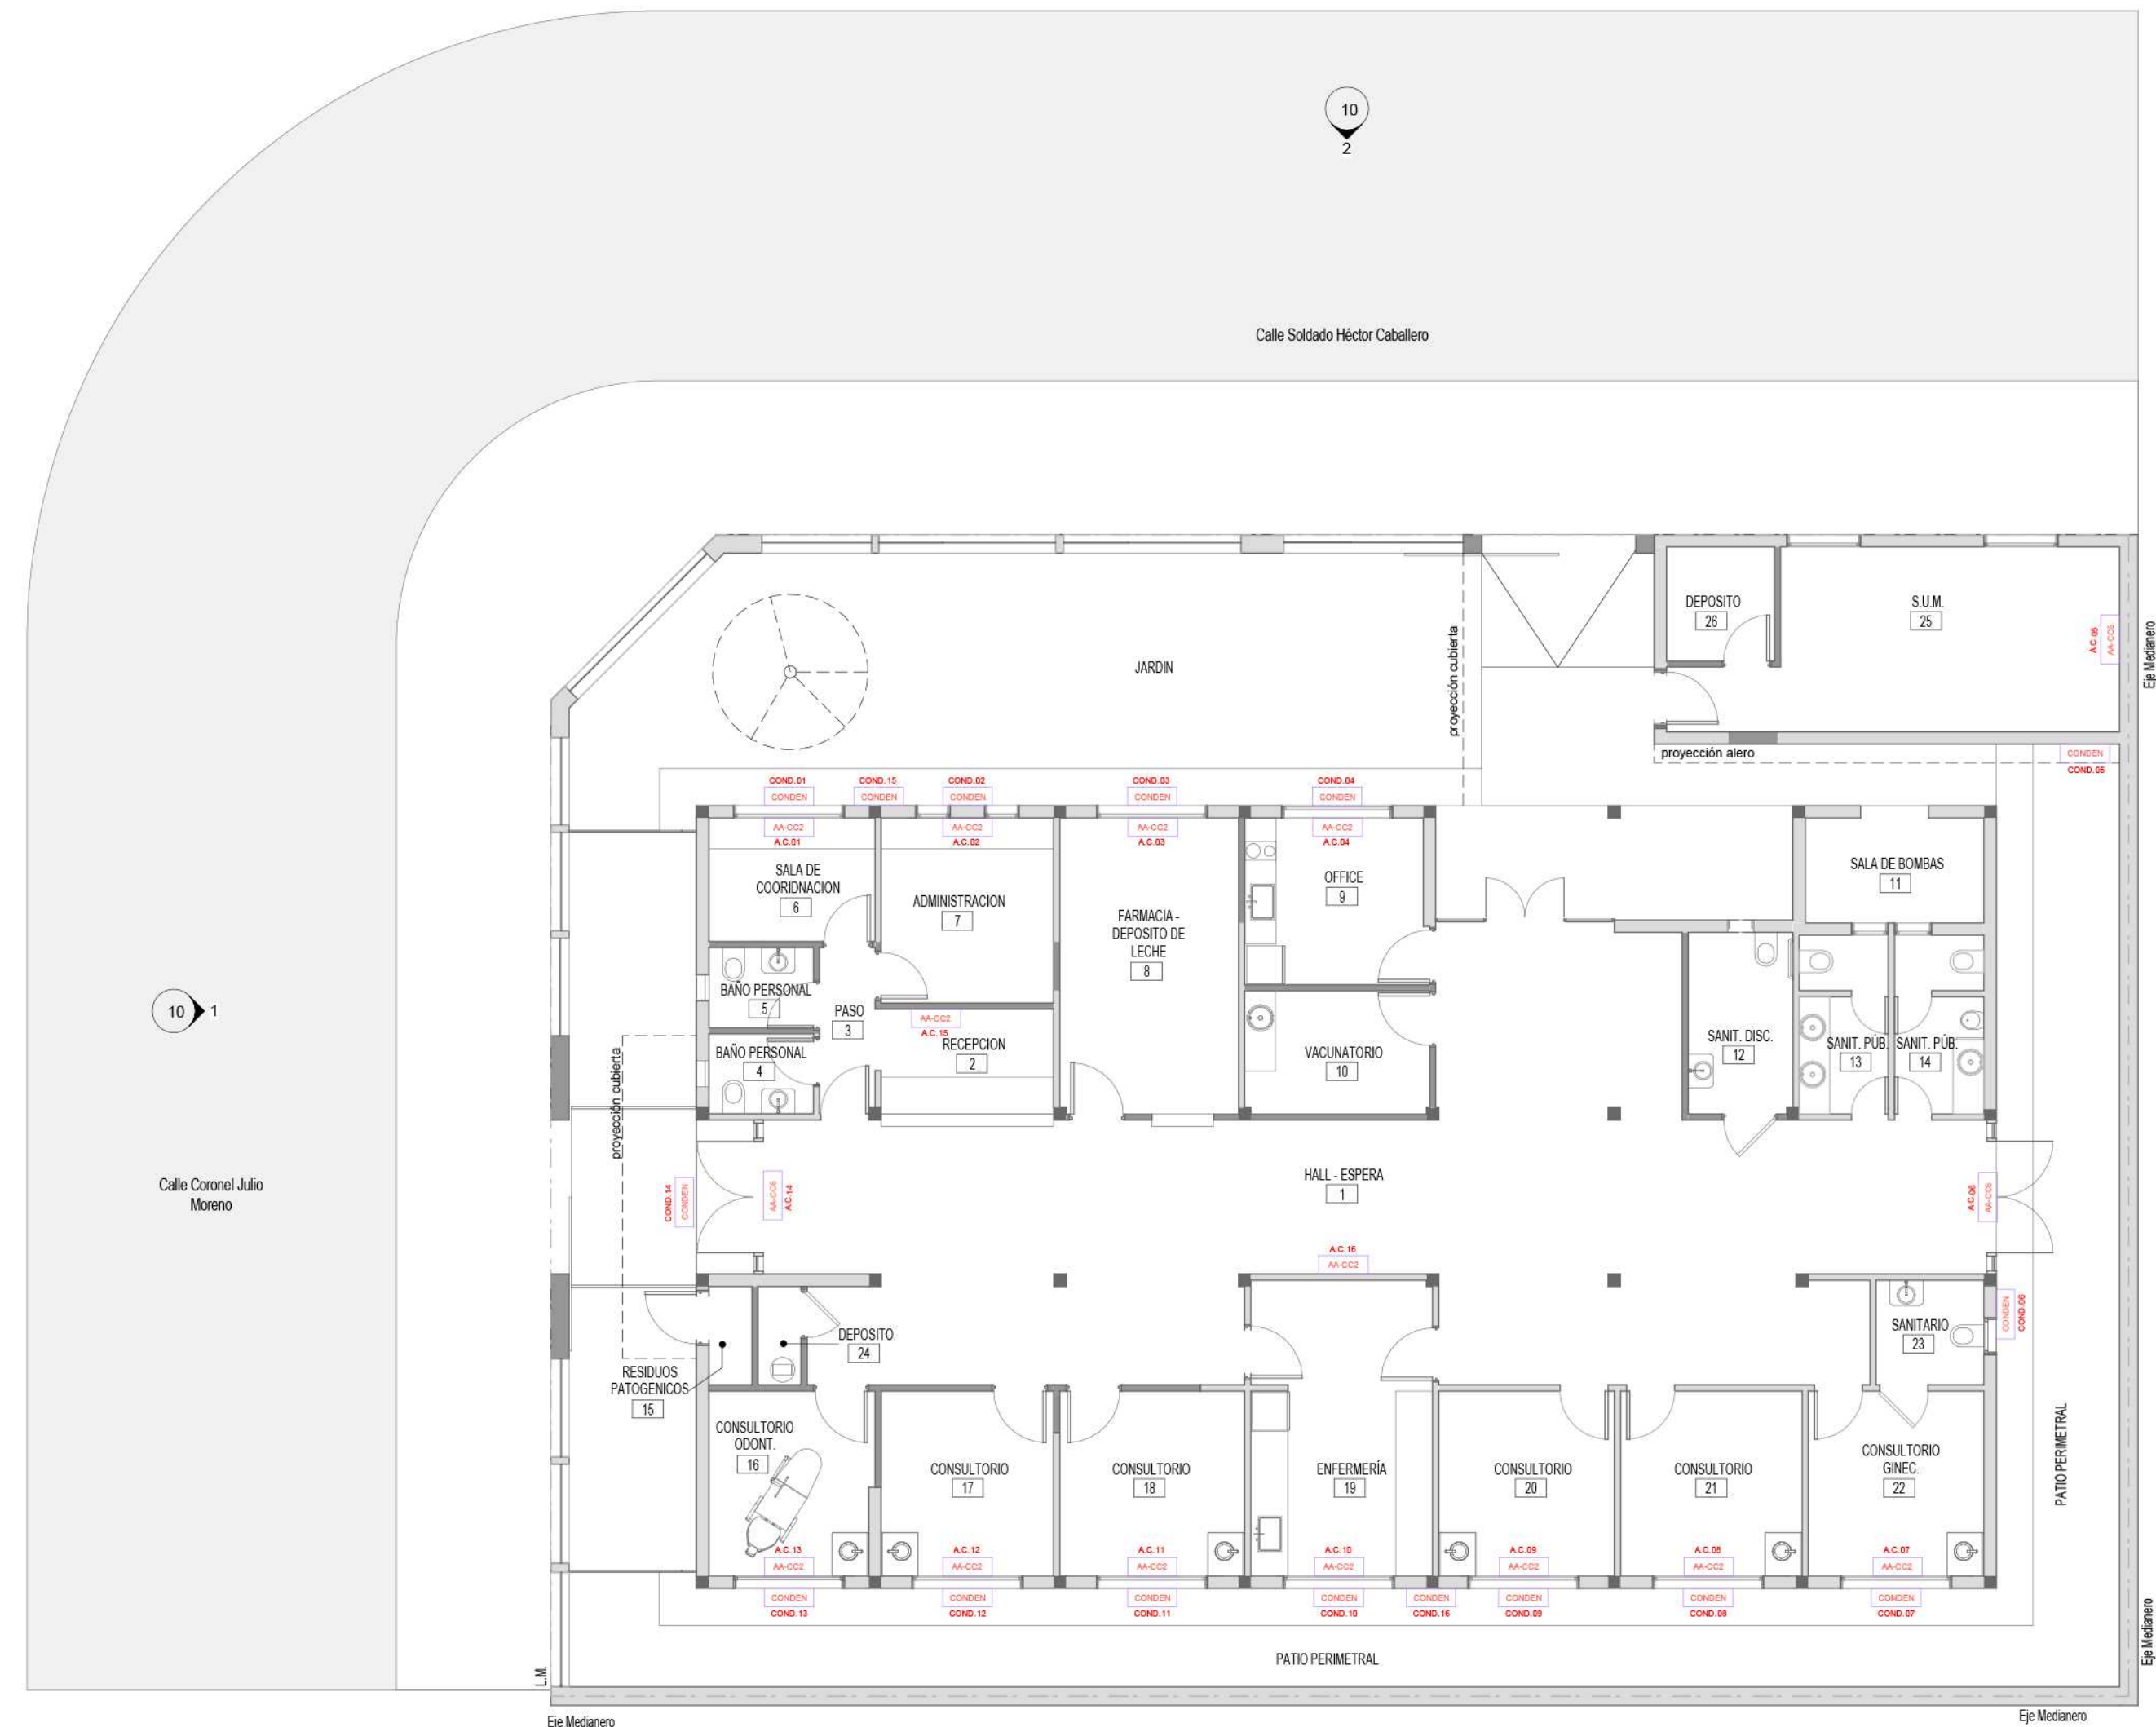 10
2
Calle Soldado Héctor Caballero
DEPOSITO
26
S.U.M.
25
A.C.05
AA-CC6
Eje Medianero
JARDIN
proyección cubierta
proyección alero
CONDEN
COND.05
COND.01
CONDEN
COND.15
CONDEN
COND.02
CONDEN
COND.03
CONDEN
COND.04
CONDEN
AA-CC2
A.C.01
AA-CC2
A.C.02
AA-CC2
A.C.03
AA-CC2
A.C.04
SALA DE
COORIDNACION
6
ADMINISTRACION
7
FARMACIA -
DEPOSITO DE
LECHE
8
OFFICE
9
SALA DE BOMBAS
11
10
1
BAÑO PERSONAL
5
PASO
3
AA-CC2
A.C.15
RECEPCION
2
BAÑO PERSONAL
4
VACUNATORIO
10
SANIT. DISC.
12
SANIT. PÚB.
13
SANIT. PÚB.
14
proyección cubierta
Calle Coronel Julio
Moreno
COND.14
CONDEN
AA-CC6
A.C.14
HALL - ESPERA
1
A.C.06
AA-CC6
A.C.16
AA-CC2
DEPOSITO
24
SANITARIO
23
CONDEN
COND.06
RESIDUOS
PATOGENICOS
15
CONSULTORIO
ODONT.
16
CONSULTORIO
17
CONSULTORIO
18
ENFERMERÍA
19
CONSULTORIO
20
CONSULTORIO
21
CONSULTORIO
GINEC.
22
PATIO PERIMETRAL
A.C.13
AA-CC2
A.C.12
AA-CC2
A.C.11
AA-CC2
A.C.10
AA-CC2
A.C.09
AA-CC2
A.C.08
AA-CC2
A.C.07
AA-CC2
CONDEN
COND.13
CONDEN
COND.12
CONDEN
COND.11
CONDEN
COND.10
CONDEN
COND.16
CONDEN
COND.09
CONDEN
COND.08
CONDEN
COND.07
PATIO PERIMETRAL
L.M.
Eje Medianero
Eje Medianero
Eje Medianero